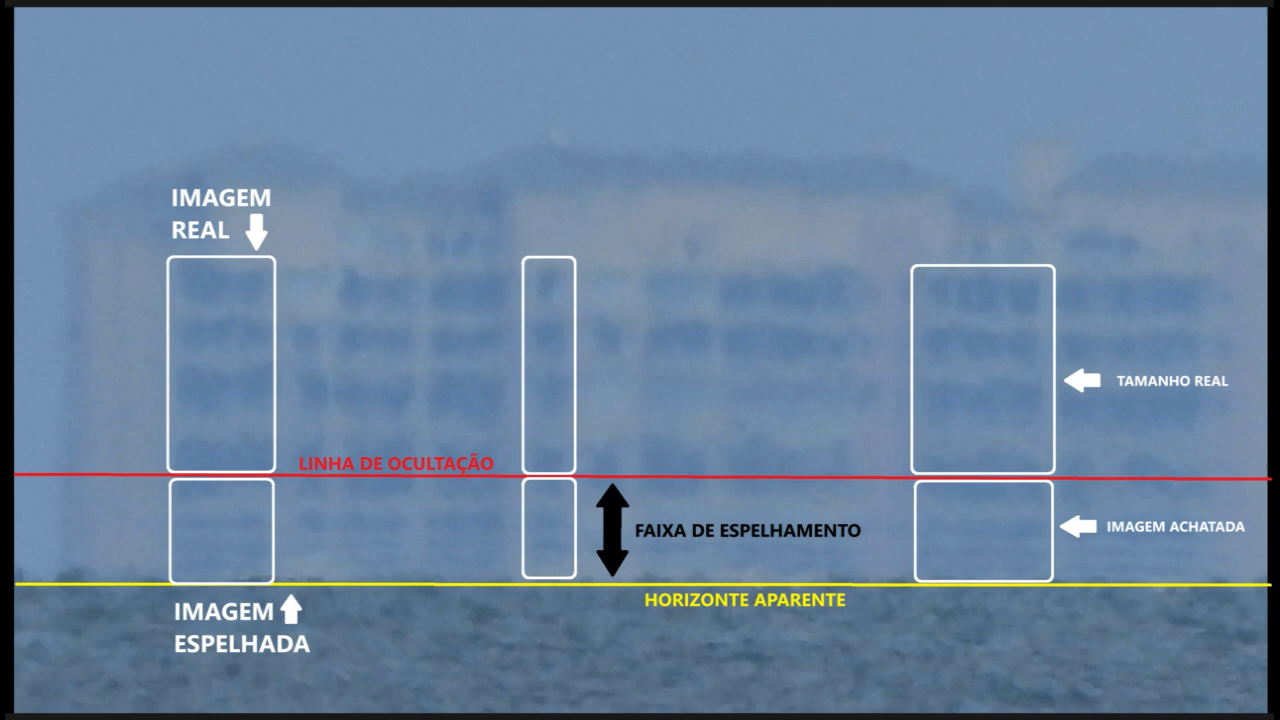 IMAGEM
REAL
TAMANHO REAL
LINHA DE OCULTAÇÃO
FAIXA DE ESPELHAMENTO
IMAGEM ACHATADA
HORIZONTE APARENTE
IMAGEM
ESPELHADA